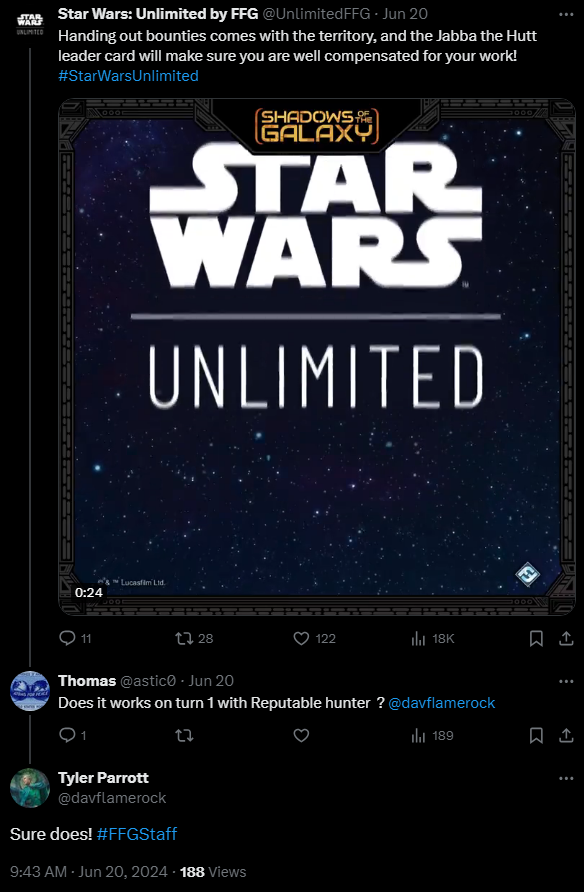 Star Wars: Unlimited by FFG @UnlimitedFFG · Jun 20
Handing out bounties comes with the territory, and the Jabba the Hutt
leader card will make sure you are well compensated for your work!
#StarWarsUnlimited
SHADOWS OF THE
GALAXY
STAR
WARS
™
UNLIMITED
& ™ Lucasfilm Ltd.
0:24
11 28 122 18K
Thomas @astic0 · Jun 20
Does it works on turn 1 with Reputable hunter ? @davflamerock
1 189
Tyler Parrott
@davflamerock
Sure does! #FFGStaff
9:43 AM · Jun 20, 2024 · 188 Views